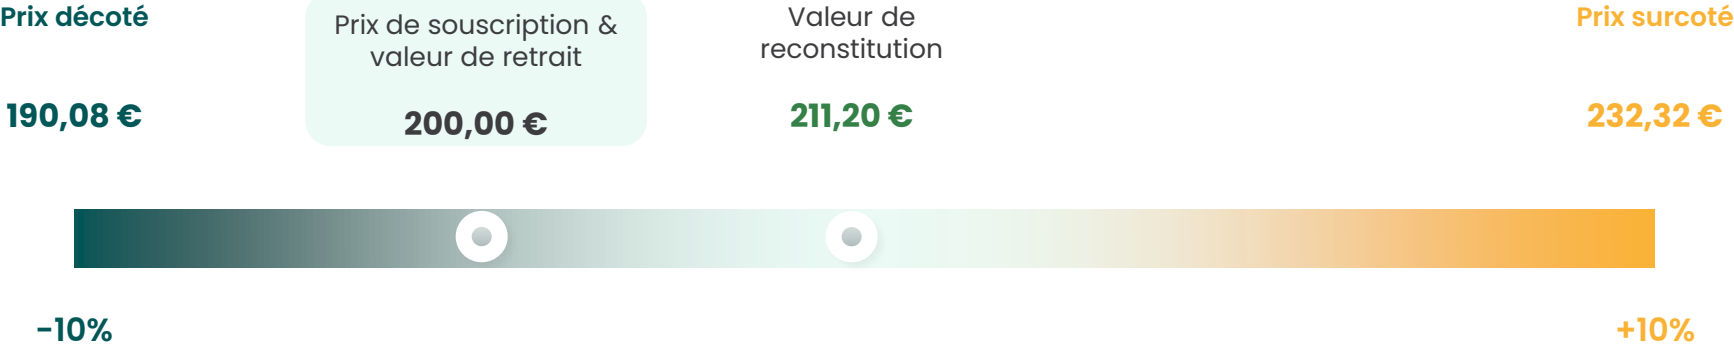 Prix décoté
190,08 €
Prix de souscription &
valeur de retrait
200,00 €
Valeur de
reconstitution
211,20 €
Prix surcoté
232,32 €
-10%
+10%